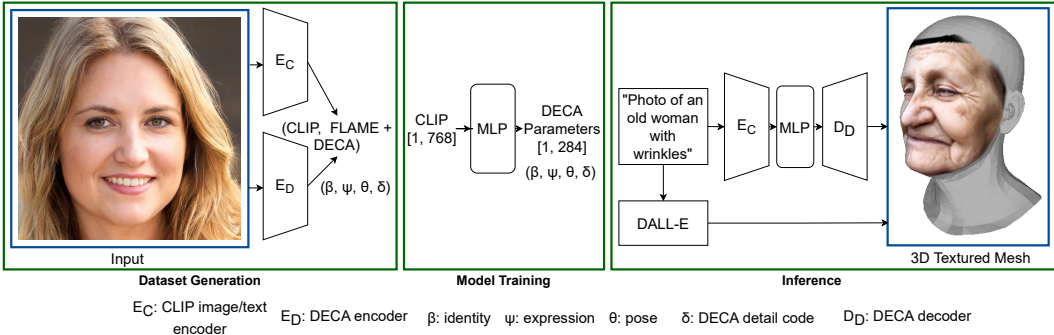 E_C
E_D
(CLIP, FLAME +
DECA)
(β, ψ, θ, δ)
Input
Dataset Generation
CLIP
[1, 768]
MLP
DECA
Parameters
[1, 284]
(β, ψ, θ, δ)
Model Training
"Photo of an
old woman
with
wrinkles"
E_C
MLP
D_D
DALL-E
3D Textured Mesh
Inference
E_C: CLIP image/text
encoder
E_D: DECA encoder
β: identity
ψ: expression
θ: pose
δ: DECA detail code
D_D: DECA decoder